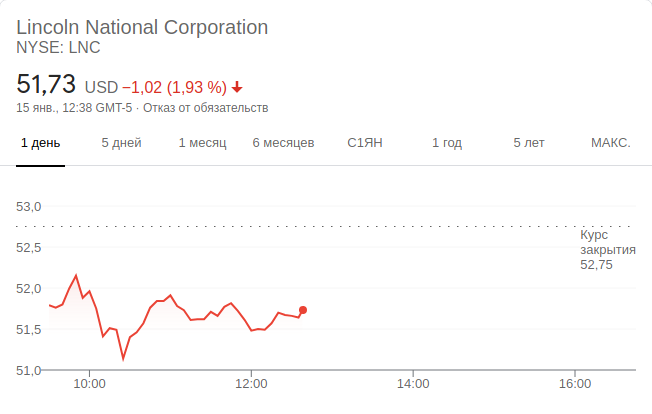 Lincoln National Corporation
NYSE: LNC
51,73 USD −1,02 (1,93 %)
15 янв., 12:38 GMT-5 · Отказ от обязательств
1 день 5 дней 1 месяц 6 месяцев С1ЯН 1 год 5 лет МАКС.
53,0
Курс
закрытия
52,75
52,5
52,0
51,5
51,0
10:00 12:00 14:00 16:00